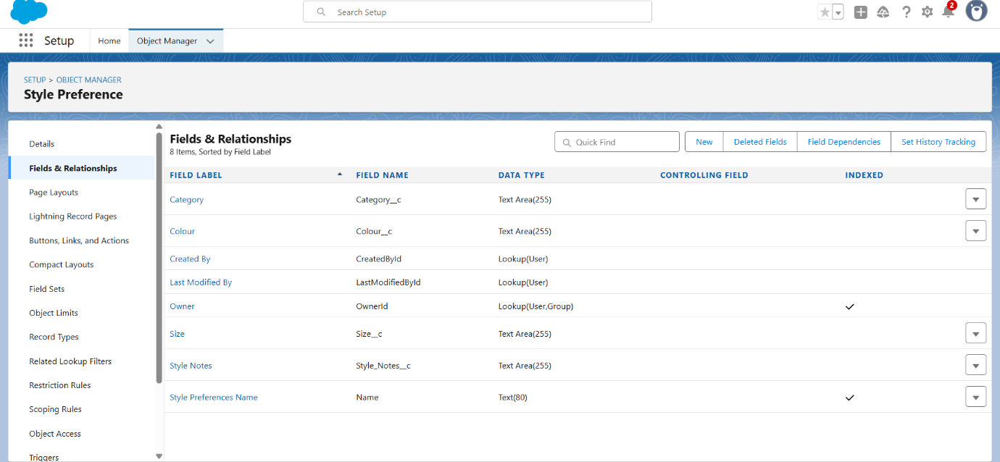 Search Setup
2
Setup
Home
Object Manager
SETUP > OBJECT MANAGER
Style Preference
Details
Fields & Relationships
Page Layouts
Lightning Record Pages
Buttons, Links, and Actions
Compact Layouts
Field Sets
Object Limits
Record Types
Related Lookup Filters
Restriction Rules
Scoping Rules
Object Access
Triggers
Fields & Relationships
8 Items, Sorted by Field Label
Quick Find
New
Deleted Fields
Field Dependencies
Set History Tracking
FIELD LABEL FIELD NAME DATA TYPE CONTROLLING FIELD INDEXED
Category Category__c Text Area(255)
Colour Colour__c Text Area(255)
Created By CreatedById Lookup(User)
Last Modified By LastModifiedById Lookup(User)
Owner OwnerId Lookup(User,Group)
Size Size__c Text Area(255)
Style Notes Style_Notes__c Text Area(255)
Style Preferences Name Name Text(80)